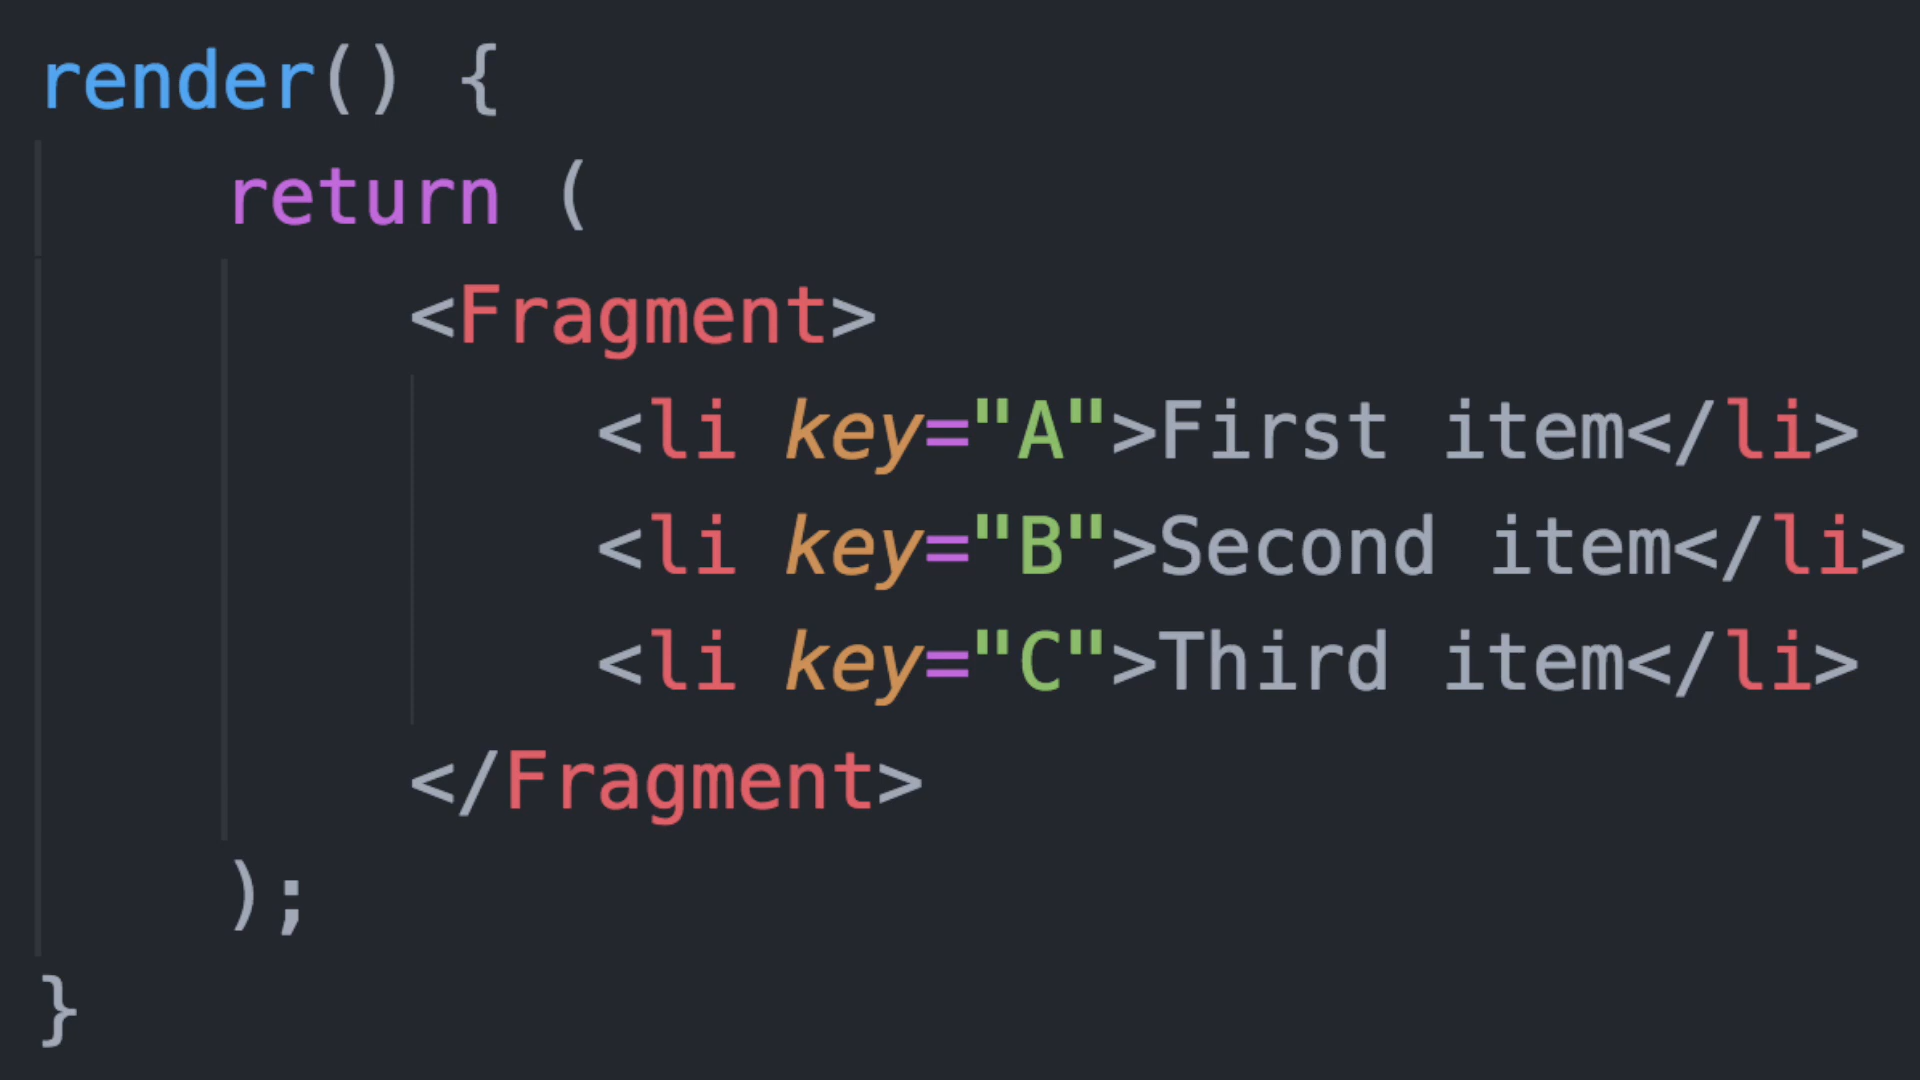 render() {
    return (
        <Fragment>
            <li key="A">First item</li>
            <li key="B">Second item</li>
            <li key="C">Third item</li>
        </Fragment>
    );
}